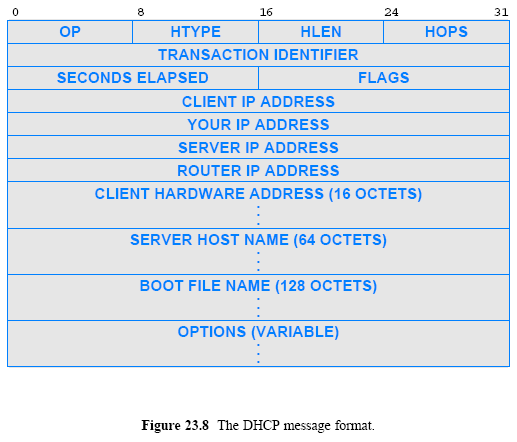 0 8 16 24 31
OP HTYPE HLEN HOPS
TRANSACTION IDENTIFIER
SECONDS ELAPSED FLAGS
CLIENT IP ADDRESS
YOUR IP ADDRESS
SERVER IP ADDRESS
ROUTER IP ADDRESS
CLIENT HARDWARE ADDRESS (16 OCTETS)
SERVER HOST NAME (64 OCTETS)
BOOT FILE NAME (128 OCTETS)
OPTIONS (VARIABLE)
Figure 23.8 The DHCP message format.